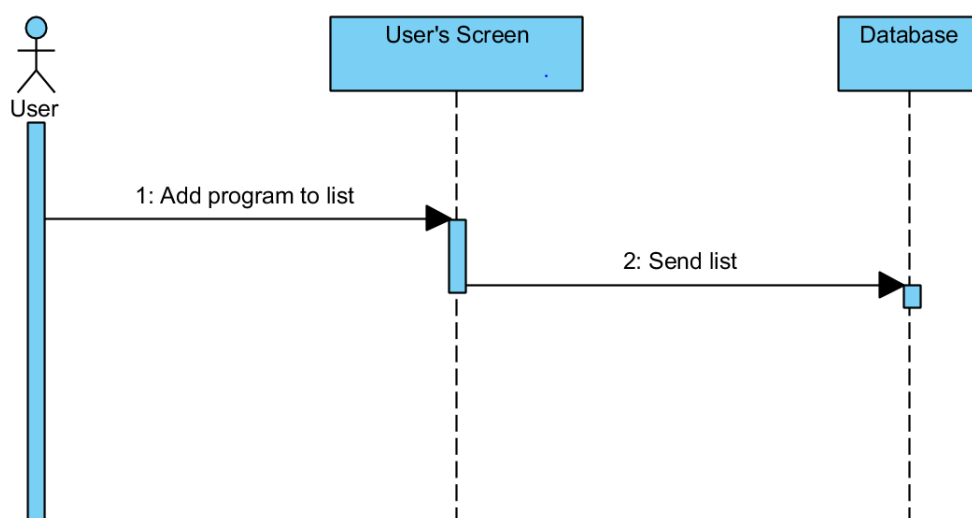 User's Screen
Database
User
1: Add program to list
2: Send list